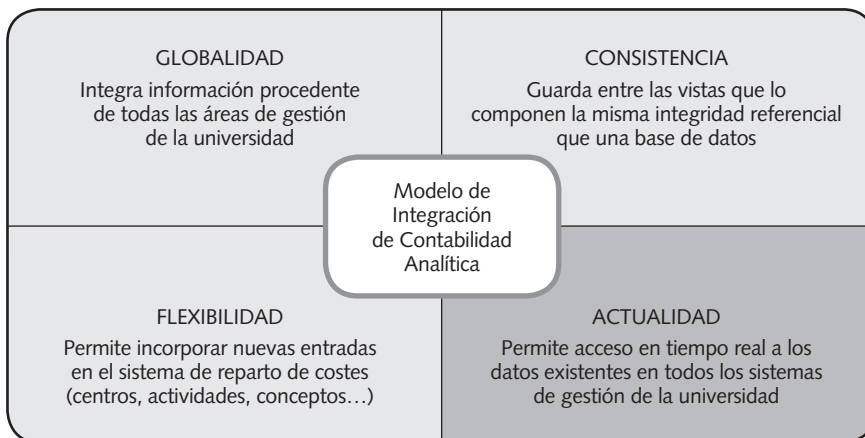 GLOBALIDAD
Integra información procedente
de todas las áreas de gestión
de la universidad
CONSISTENCIA
Guarda entre las vistas que lo
componen la misma integridad referencial
que una base de datos
Modelo de
Integración
de Contabilidad
Analítica
FLEXIBILIDAD
Permite incorporar nuevas entradas
en el sistema de reparto de costes
(centros, actividades, conceptos…)
ACTUALIDAD
Permite acceso en tiempo real a los
datos existentes en todos los sistemas
de gestión de la universidad